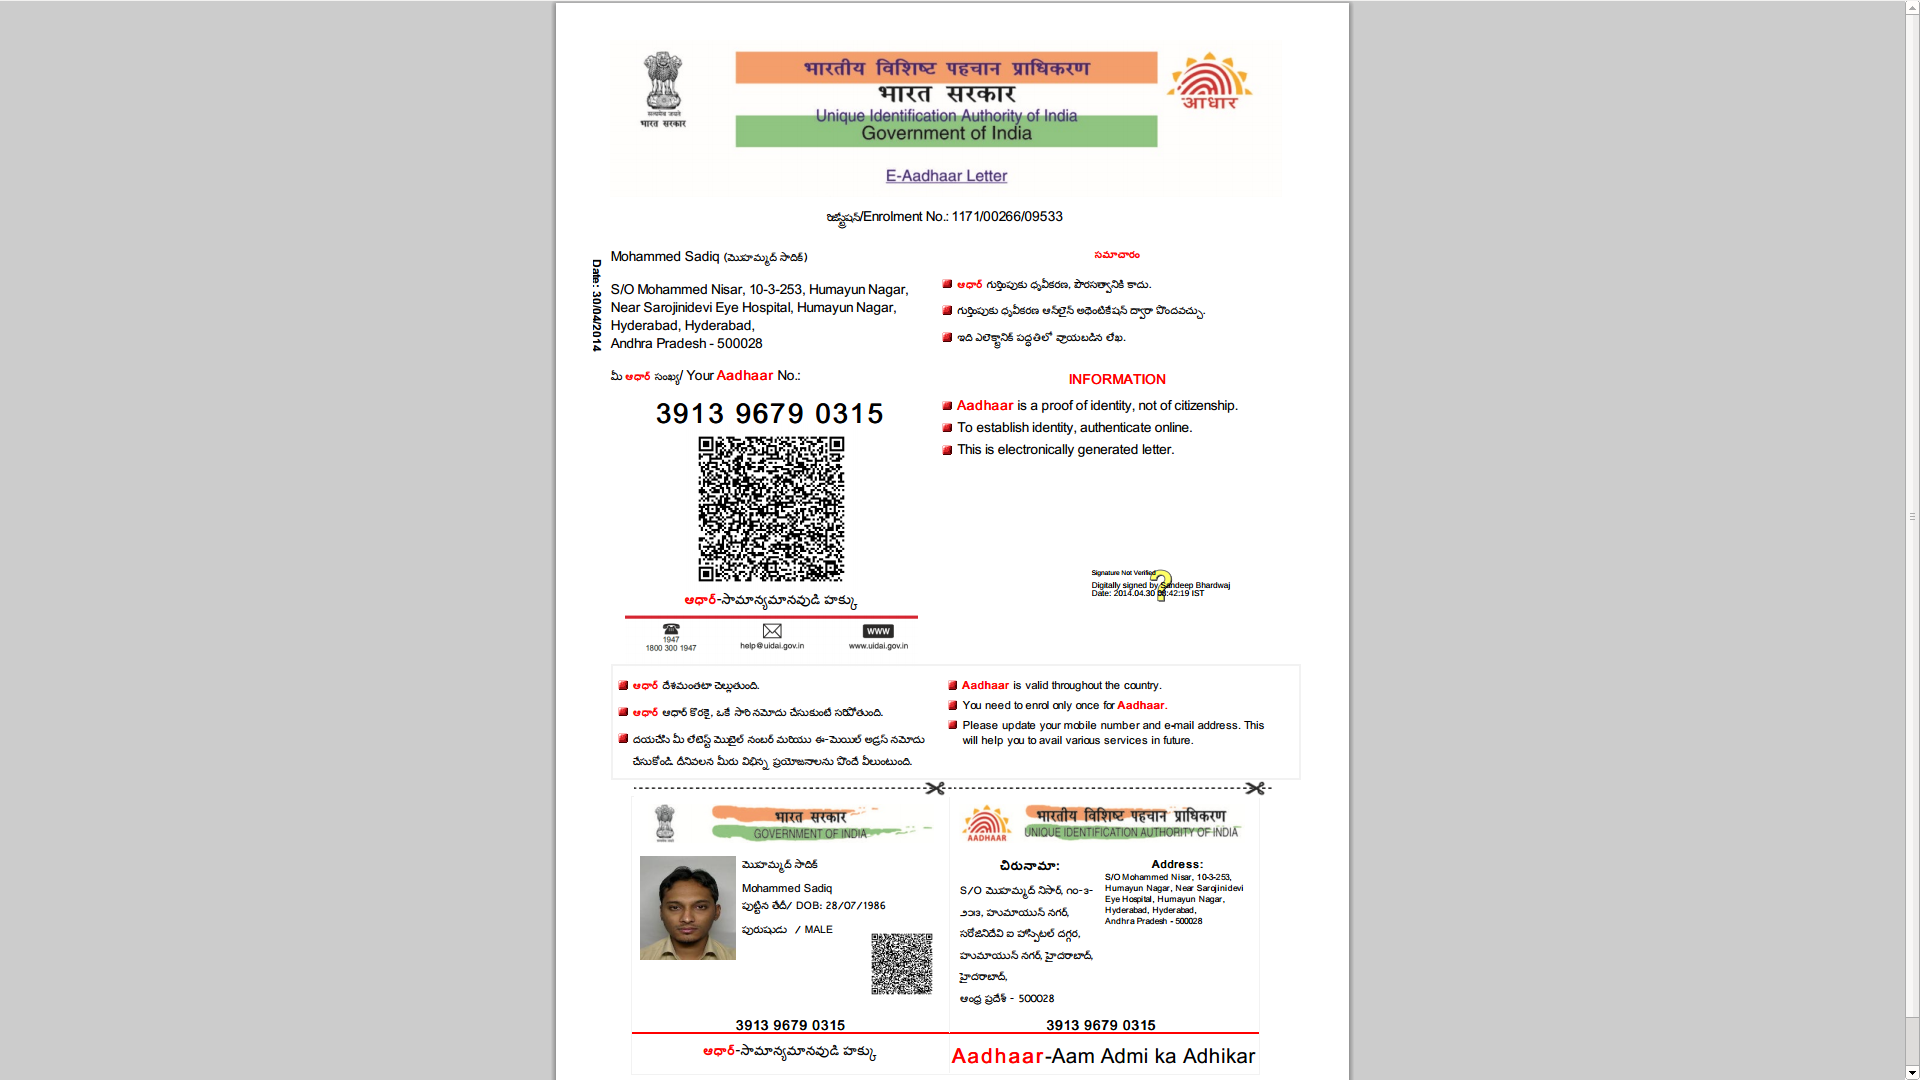 भारतीय विशिष्ट पहचान प्राधिकरण
भारत सरकार
Unique Identification Authority of India
Government of India
सत्यमेव जयते
भारत सरकार
आधार
E-Aadhaar Letter
రిజిస్ట్రేషన్/Enrolment No.: 1171/00266/09533
Date: 30/04/2014
Mohammed Sadiq (మొహమ్మద్ సాదిక్)
S/O Mohammed Nisar, 10-3-253, Humayun Nagar,
Near Sarojinidevi Eye Hospital, Humayun Nagar,
Hyderabad, Hyderabad,
Andhra Pradesh - 500028
మీ ఆధార్ సంఖ్య/ Your Aadhaar No.:
3913 9679 0315
ఆధార్-సామాన్యమానవుడి హక్కు
1947
1800 300 1947
help@uidai.gov.in
www
www.uidai.gov.in
సమాచారం
ఆధార్ గుర్తింపుకు ధృవీకరణ, పౌరసత్వానికి కాదు.
గుర్తింపుకు ధృవీకరణ ఆన్‌లైన్ అథెంటికేషన్ ద్వారా పొందవచ్చు.
ఇది ఎలెక్ట్రానిక్ పద్ధతిలో వ్రాయబడిన లేఖ.
INFORMATION
Aadhaar is a proof of identity, not of citizenship.
To establish identity, authenticate online.
This is electronically generated letter.
Signature Not Verified
Digitally signed by Sandeep Bhardwaj
Date: 2014.04.30 :42:19 IST
ఆధార్ దేశమంతటా చెల్లుతుంది.
ఆధార్ ఆధార్ కొరకై, ఒకే సారి నమోదు చేసుకుంటే సరిపోతుంది.
దయచేసి మీ లేటెస్ట్ మొబైల్ నంబర్ మరియు ఈ-మెయిల్ అడ్రస్ నమోదు
చేసుకోండి. దీనివలన మీరు విభిన్న ప్రయోజనాలను పొందే వీలుంటుంది.
Aadhaar is valid throughout the country.
You need to enrol only once for Aadhaar.
Please update your mobile number and e-mail address. This
will help you to avail various services in future.
भारत सरकार
GOVERNMENT OF INDIA
మొహమ్మద్ సాదిక్
Mohammed Sadiq
పుట్టిన తేదీ/ DOB: 28/07/1986
పురుషుడు / MALE
3913 9679 0315
ఆధార్-సామాన్యమానవుడి హక్కు
AADHAAR
भारतीय विशिष्ट पहचान प्राधिकरण
UNIQUE IDENTIFICATION AUTHORITY OF INDIA
చిరునామా:
S/O మొహమ్మద్ నిసార్, ౧౦-౩-
౨౫౩, హుమాయున్ నగర్,
సరోజినిదేవి ఐ హాస్పిటల్ దగ్గర,
హుమాయున్ నగర్, హైదరాబాద్,
హైదరాబాద్,
ఆంధ్ర ప్రదేశ్ - 500028
Address:
S/O Mohammed Nisar, 10-3-253,
Humayun Nagar, Near Sarojinidevi
Eye Hospital, Humayun Nagar,
Hyderabad, Hyderabad,
Andhra Pradesh - 500028
3913 9679 0315
Aadhaar-Aam Admi ka Adhikar